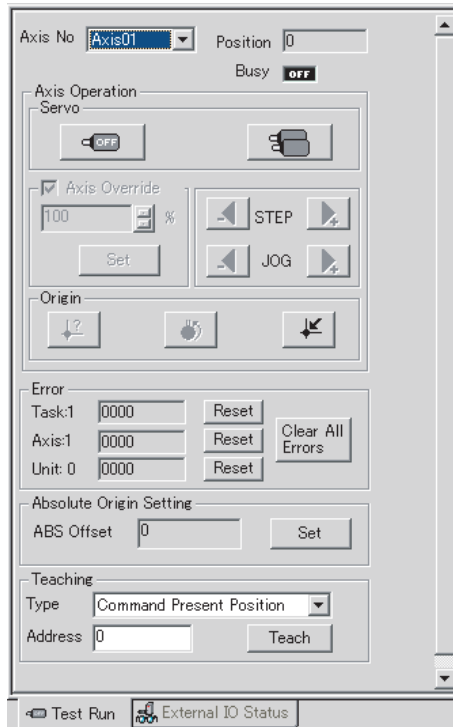 Axis No Axis01 Position 0
Busy OFF
Axis Operation
Servo
OFF
Axis Override
100 %
Set
STEP
JOG
Origin
?
Error
Task:1 0000 Reset
Axis:1 0000 Reset
Clear All Errors
Unit: 0 0000 Reset
Absolute Origin Setting
ABS Offset 0 Set
Teaching
Type Command Present Position
Address 0 Teach
Test Run External IO Status